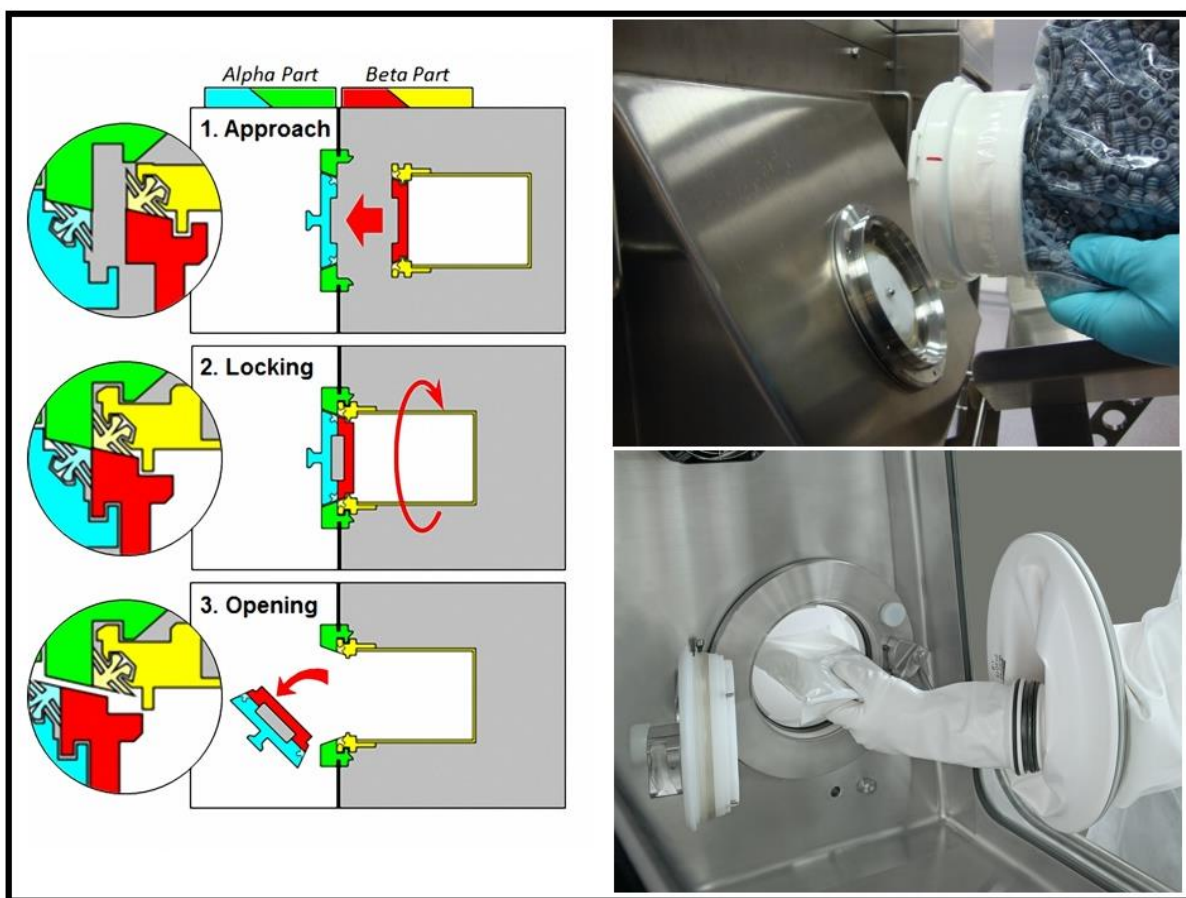 Alpha Part
Beta Part
1. Approach
2. Locking
3. Opening